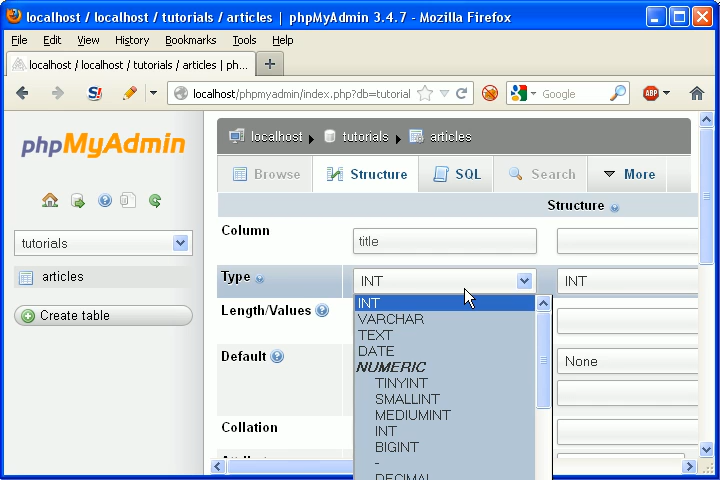 localhost / localhost / tutorials / articles | phpMyAdmin 3.4.7 - Mozilla Firefox
File Edit View History Bookmarks Tools Help
localhost / localhost / tutorials / articles | ph...
localhost/phpmyadmin/index.php?db=tutorial
Google
ABP
phpMyAdmin
tutorials
articles
Create table
localhost tutorials articles
Browse Structure SQL Search More
Structure
Column
title
Type
INT
INT
Length/Values
Default
None
Collation
INT
VARCHAR
TEXT
DATE
NUMERIC
TINYINT
SMALLINT
MEDIUMINT
INT
BIGINT
-
DECIMAL